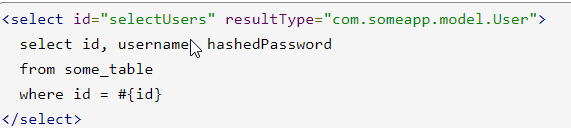 <select id="selectUsers" resultType="com.someapp.model.User">
select id, username, hashedPassword
from some_table
where id = #{id}
</select>